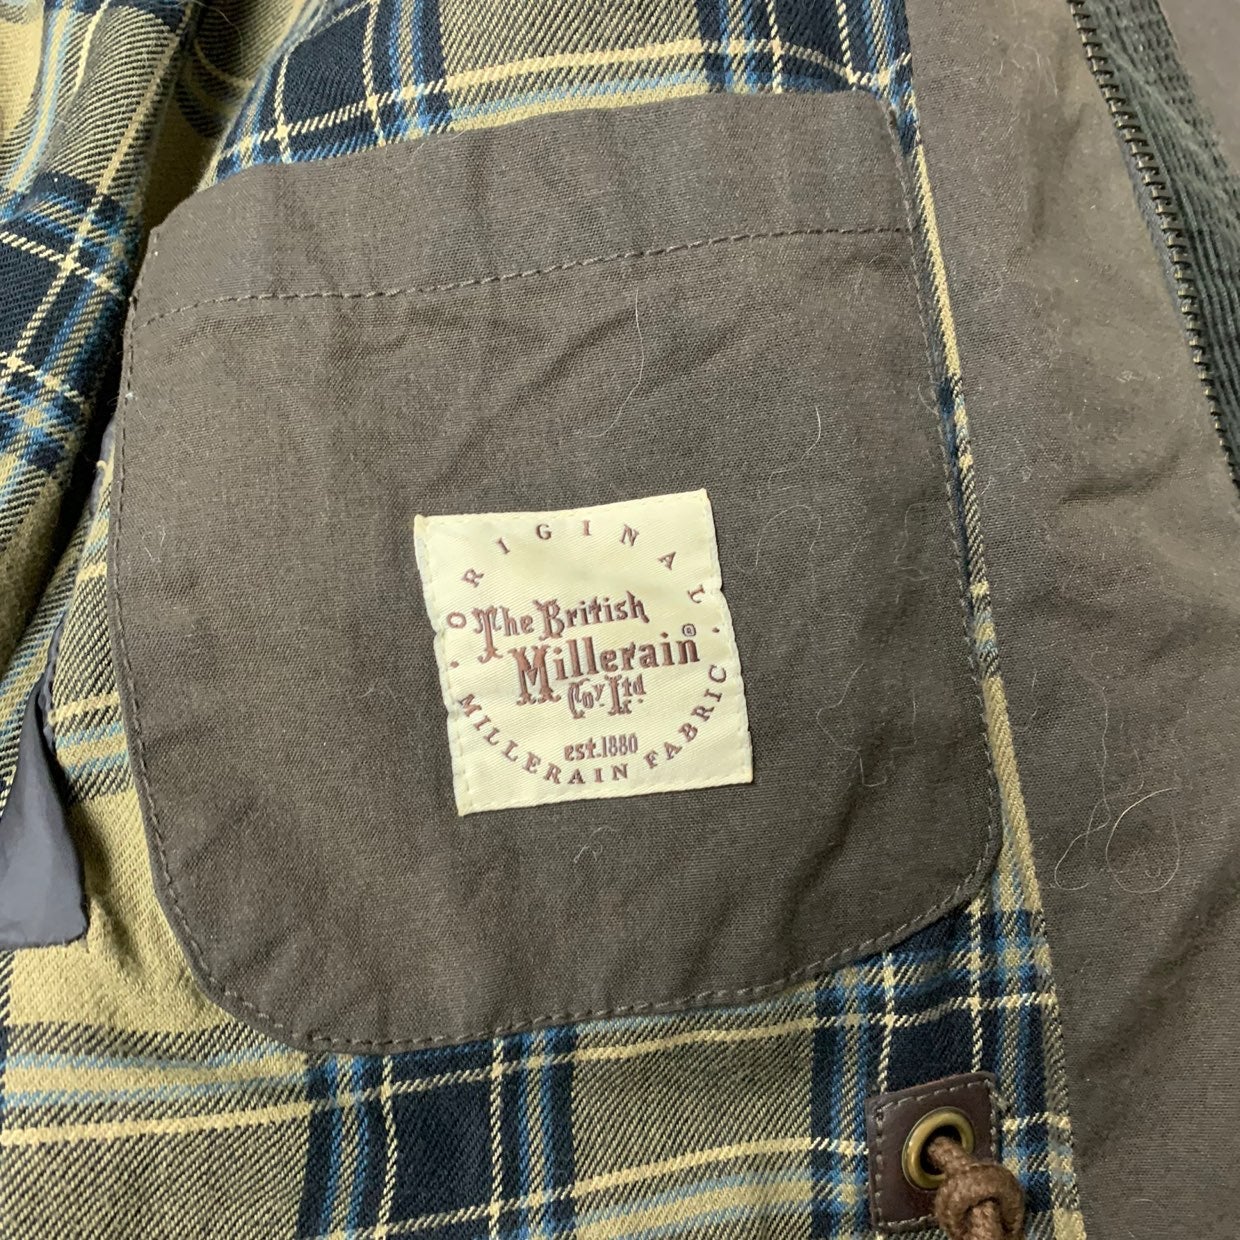 · ORIGINAL ·
The British
Millerain®
Coy. Ltd
est.1880
MILLERAIN FABRIC